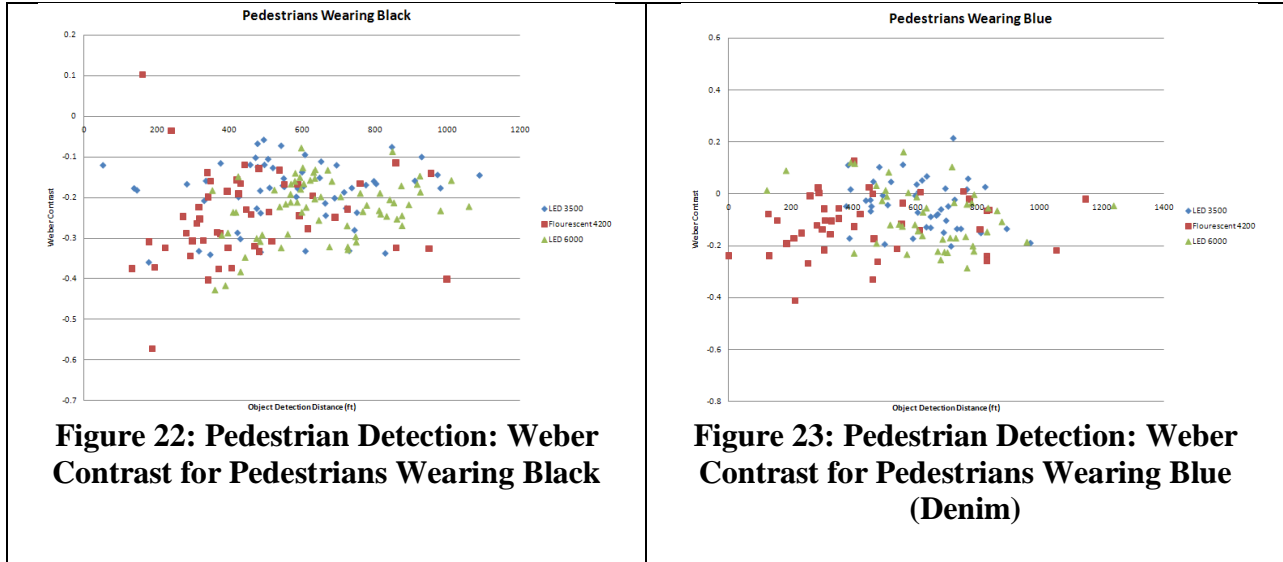 Pedestrians Wearing Black
0.2
0.1
0
0 200 400 600 800 1000 1200
-0.1
-0.2
-0.3
-0.4
-0.5
-0.6
-0.7
Weber Contrast
Object Detection Distance (ft)
LED 3500
Flourescent 4200
LED 6000
Figure 22: Pedestrian Detection: Weber
Contrast for Pedestrians Wearing Black
Pedestrians Wearing Blue
0.6
0.4
0.2
0
0 200 400 600 800 1000 1200 1400
-0.2
-0.4
-0.6
-0.8
Weber Contrast
Object Detection Distance (ft)
LED 3500
Flourescent 4200
LED 6000
Figure 23: Pedestrian Detection: Weber
Contrast for Pedestrians Wearing Blue
(Denim)